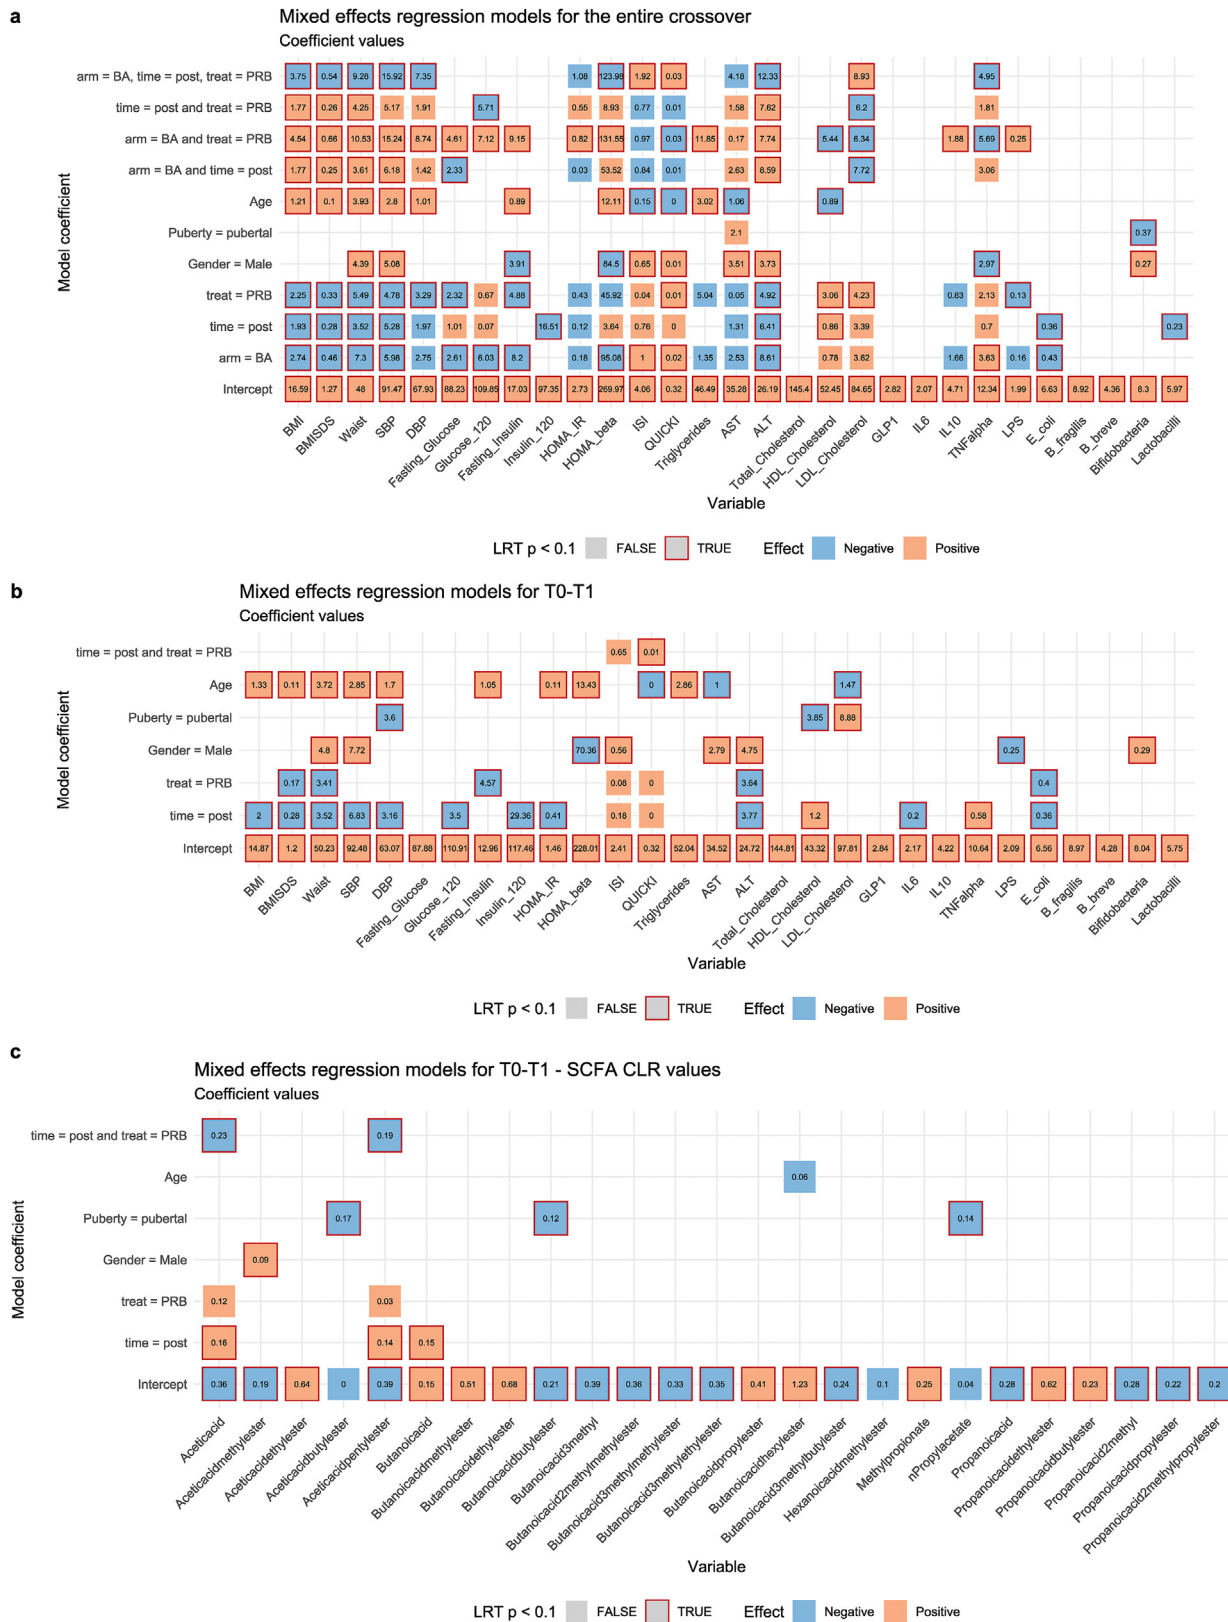 a
Mixed effects regression models for the entire crossover
Coefficient values
Model coefficient
arm = BA, time = post, treat = PRB 3.75 0.54 9.28 15.92 7.35 1.08 123.98 1.92 0.03 4.18 12.33 8.93 4.95
time = post and treat = PRB 1.77 0.26 4.25 5.17 1.91 5.71 0.55 8.93 0.77 0.01 1.58 7.62 6.2 1.81
arm = BA and treat = PRB 4.54 0.66 10.53 15.24 8.74 4.61 7.12 9.15 0.82 131.55 0.97 0.03 11.85 0.17 7.74 5.44 6.34 1.88 5.69 0.25
arm = BA and time = post 1.77 0.25 3.61 6.18 1.42 2.33 0.03 53.52 0.84 0.01 2.63 8.59 7.72 3.06
Age 1.21 0.1 3.93 2.8 1.01 0.89 12.11 0.15 0 3.02 1.06 0.89
Puberty = pubertal 2.1 0.37
Gender = Male 4.39 5.08 3.91 84.5 0.65 0.01 3.51 3.73 2.97 0.27
treat = PRB 2.25 0.33 5.49 4.78 3.29 2.32 0.67 4.88 0.43 45.92 0.04 0.01 5.04 0.05 4.92 3.06 4.23 0.83 2.13 0.13
time = post 1.93 0.28 3.52 5.28 1.97 1.01 0.07 16.51 0.12 3.64 0.76 0 1.31 6.41 0.86 3.39 0.7 0.36 0.23
arm = BA 2.74 0.46 7.3 5.98 2.75 2.61 6.03 8.2 0.18 95.08 1 0.02 1.35 2.53 8.61 0.78 3.62 1.66 3.63 0.16 0.43
Intercept 16.59 1.27 48 91.47 67.93 88.23 109.85 17.03 97.35 2.73 269.97 4.06 0.32 46.49 35.28 26.19 145.4 52.45 84.65 2.82 2.07 4.71 12.34 1.99 6.63 8.92 4.36 8.3 5.97
BMI BMISDS Waist SBP DBP Fasting_Glucose Glucose_120 Fasting_Insulin Insulin_120 HOMA_IR HOMA_beta ISI QUICKI Triglycerides AST ALT Total_Cholesterol HDL_Cholesterol LDL_Cholesterol GLP1 IL6 IL10 TNFalpha LPS E_coli B_fragilis B_breve Bifidobacteria Lactobacilli
Variable
LRT p < 0.1 FALSE TRUE Effect Negative Positive
b
Mixed effects regression models for T0-T1
Coefficient values
Model coefficient
time = post and treat = PRB 0.65 0.01
Age 1.33 0.11 3.72 2.85 1.7 1.05 0.11 13.43 0 2.86 1 1.47
Puberty = pubertal 3.6 3.85 8.88
Gender = Male 4.8 7.72 70.36 0.56 2.79 4.75 0.25 0.29
treat = PRB 0.17 3.41 4.57 0.08 0 3.64 0.4
time = post 2 0.28 3.52 6.83 3.16 3.5 29.36 0.41 0.18 0 3.77 1.2 0.2 0.58 0.36
Intercept 14.87 1.2 50.23 92.48 63.07 87.88 110.91 12.96 117.46 1.46 228.01 2.41 0.32 52.04 34.52 24.72 144.81 43.32 97.81 2.84 2.17 4.22 10.64 2.09 6.56 8.97 4.28 8.04 5.75
BMI BMISDS Waist SBP DBP Fasting_Glucose Glucose_120 Fasting_Insulin Insulin_120 HOMA_IR HOMA_beta ISI QUICKI Triglycerides AST ALT Total_Cholesterol HDL_Cholesterol LDL_Cholesterol GLP1 IL6 IL10 TNFalpha LPS E_coli B_fragilis B_breve Bifidobacteria Lactobacilli
Variable
LRT p < 0.1 FALSE TRUE Effect Negative Positive
c
Mixed effects regression models for T0-T1 - SCFA CLR values
Coefficient values
Model coefficient
time = post and treat = PRB 0.23 0.19
Age 0.06
Puberty = pubertal 0.17 0.12 0.14
Gender = Male 0.09
treat = PRB 0.12 0.03
time = post 0.16 0.14 0.15
Intercept 0.36 0.19 0.64 0 0.39 0.15 0.51 0.68 0.21 0.39 0.36 0.33 0.35 0.41 1.23 0.24 0.1 0.25 0.04 0.28 0.62 0.23 0.28 0.22 0.2
Aceticacid Aceticacidmethylester Aceticacidethylester Aceticacidbutylester Aceticacidpentylester Butanoicacid Butanoicacidmethylester Butanoicacidethylester Butanoicacidbutylester Butanoicacid3methyl Butanoicacid2methylmethylester Butanoicacid3methylmethylester Butanoicacid3methylethylester Butanoicacidpropylester Butanoicacidhexylester Butanoicacid3methylbutylester Hexanoicacidmethylester Methylpropionate nPropylacetate Propanoicacid Propanoicacidethylester Propanoicacidbutylester Propanoicacid2methyl Propanoicacidpropylester Propanoicacid2methylpropylester
Variable
LRT p < 0.1 FALSE TRUE Effect Negative Positive